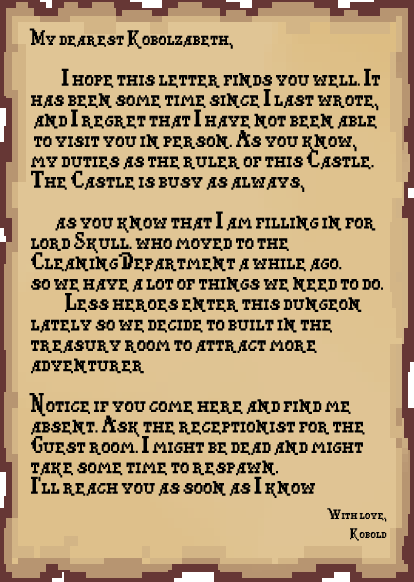 My dearest Kobolzabeth,
I hope this letter finds you well. It
has been some time since I last wrote,
and I regret that I have not been able
to visit you in person. As you know,
my duties as the ruler of this Castle.
The Castle is busy as always,
as you know that I am filling in for
lord Skull. who moved to the
Cleaning Department a while ago.
so we have a lot of things we need to do.
Less heroes enter this dungeon
lately so we decide to built in the
treasury room to attract more
adventurer
Notice if you come here and find me
absent. Ask the receptionist for the
Guest room. I might be dead and might
take some time to respawn.
I'll reach you as soon as I know
With love,
Kobold